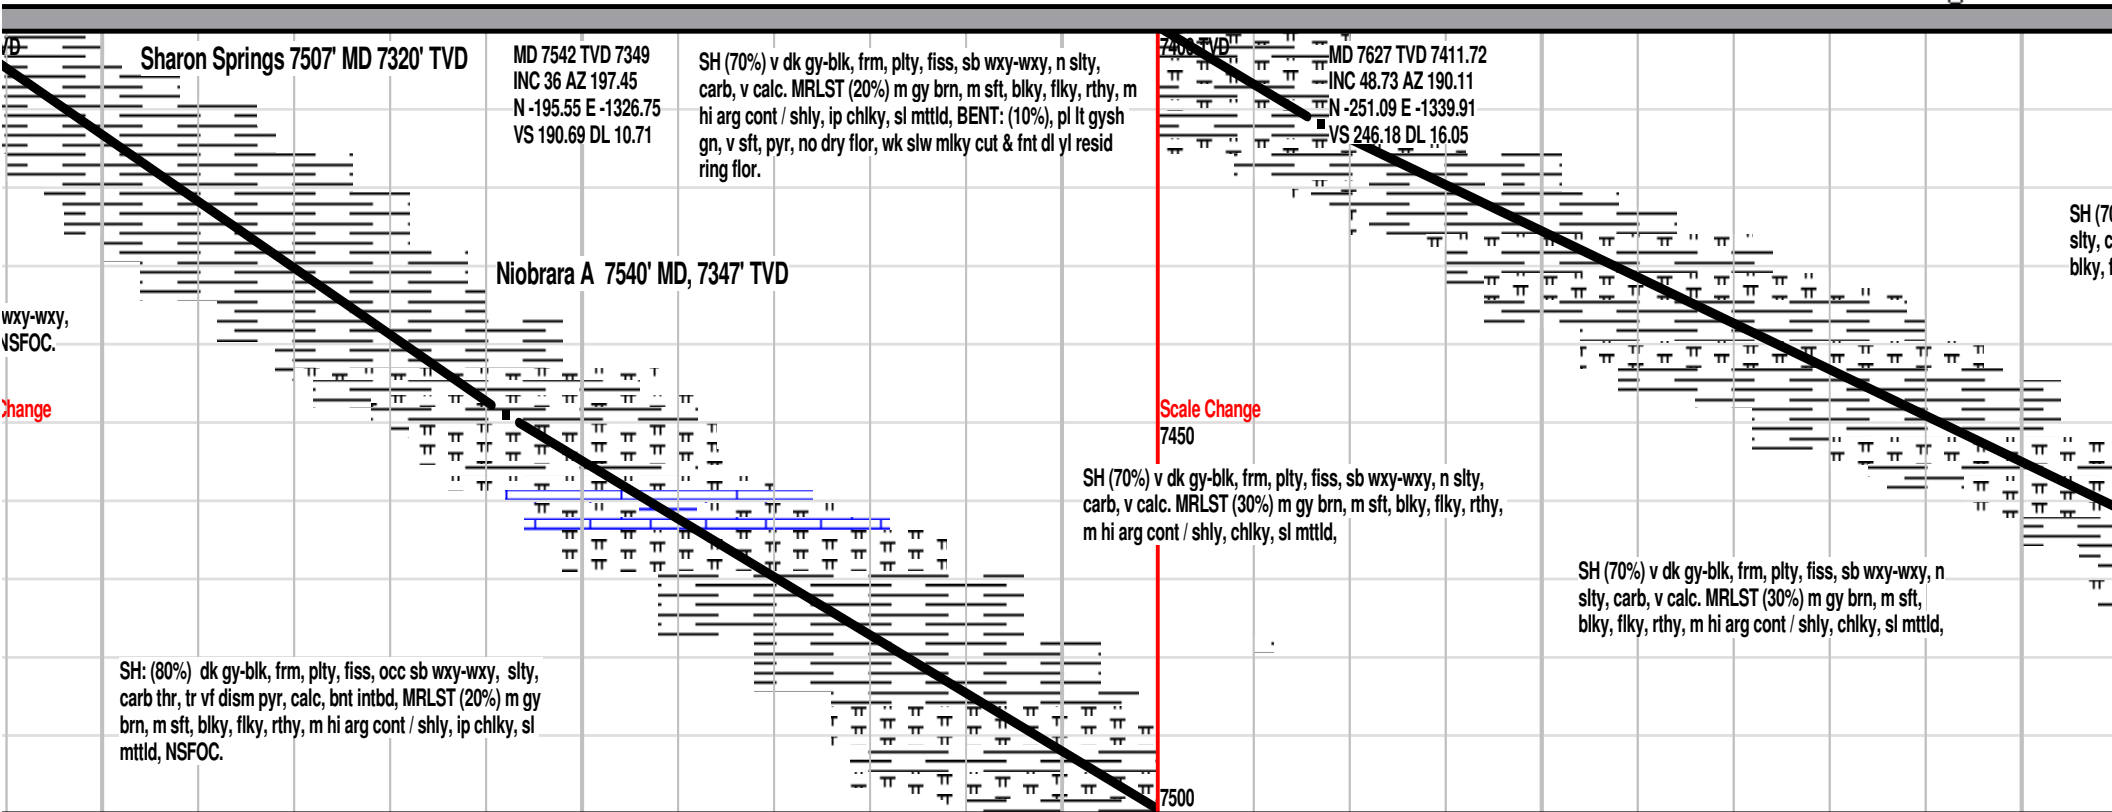 Sharon Springs 7507' MD 7320' TVD
MD 7542 TVD 7349
INC 36 AZ 197.45
N -195.55 E -1326.75
VS 190.69 DL 10.71
SH (70%) v dk gy-blk, frm, plty, fiss, sb wxy-wxy, n slty,
carb, v calc. MRLST (20%) m gy brn, m sft, blky, flky, rthy, m
hi arg cont / shly, ip chlky, sl mttld, BENT: (10%), pl lt gysh
gn, v sft, pyr, no dry flor, wk slw mlky cut & fnt dl yl resid
ring flor.
7400 TVD
MD 7627 TVD 7411.72
INC 48.73 AZ 190.11
N -251.09 E -1339.91
VS 246.18 DL 16.05
SH (70
slty, c
blky, f
Niobrara A 7540' MD, 7347' TVD
wxy-wxy,
NSFOC.
Change
Scale Change
7450
SH (70%) v dk gy-blk, frm, plty, fiss, sb wxy-wxy, n slty,
carb, v calc. MRLST (30%) m gy brn, m sft, blky, flky, rthy,
m hi arg cont / shly, chlky, sl mttld,
SH (70%) v dk gy-blk, frm, plty, fiss, sb wxy-wxy, n
slty, carb, v calc. MRLST (30%) m gy brn, m sft,
blky, flky, rthy, m hi arg cont / shly, chlky, sl mttld,
SH: (80%) dk gy-blk, frm, plty, fiss, occ sb wxy-wxy, slty,
carb thr, tr vf dism pyr, calc, bnt intbd, MRLST (20%) m gy
brn, m sft, blky, flky, rthy, m hi arg cont / shly, ip chlky, sl
mttld, NSFOC.
7500